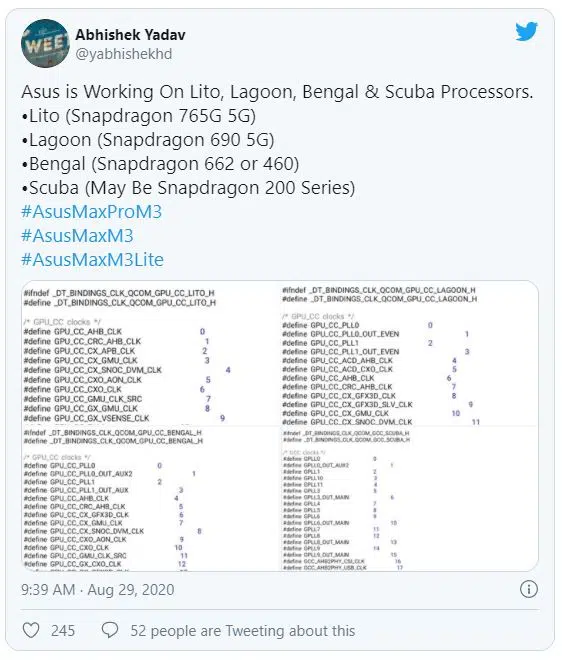 WEE
Abhishek Yadav
@yabhishekhd
Asus is Working On Lito, Lagoon, Bengal & Scuba Processors.
•Lito (Snapdragon 765G 5G)
•Lagoon (Snapdragon 690 5G)
•Bengal (Snapdragon 662 or 460)
•Scuba (May Be Snapdragon 200 Series)
#AsusMaxProM3
#AsusMaxM3
#AsusMaxM3Lite
#ifndef _DT_BINDINGS_CLK_QCOM_GPU_CC_LITO_H
#define _DT_BINDINGS_CLK_QCOM_GPU_CC_LITO_H
/* GPU_CC clocks */
#define GPU_CC_AHB_CLK 0
#define GPU_CC_CRC_AHB_CLK 1
#define GPU_CC_CX_APB_CLK 2
#define GPU_CC_CX_GMU_CLK 3
#define GPU_CC_CX_SNOC_DVM_CLK 4
#define GPU_CC_CXO_AON_CLK 5
#define GPU_CC_CXO_CLK 6
#define GPU_CC_GMU_CLK_SRC 7
#define GPU_CC_GX_GMU_CLK 8
#define GPU_CC_GX_VSENSE_CLK 9
#ifndef _DT_BINDINGS_CLK_QCOM_GPU_CC_LAGOON_H
#define _DT_BINDINGS_CLK_QCOM_GPU_CC_LAGOON_H
/* GPU_CC clocks */
#define GPU_CC_PLL0 0
#define GPU_CC_PLL0_OUT_EVEN 1
#define GPU_CC_PLL1 2
#define GPU_CC_PLL1_OUT_EVEN 3
#define GPU_CC_ACD_AHB_CLK 4
#define GPU_CC_ACD_CXO_CLK 5
#define GPU_CC_AHB_CLK 6
#define GPU_CC_CRC_AHB_CLK 7
#define GPU_CC_CX_GFX3D_CLK 8
#define GPU_CC_CX_GFX3D_SLV_CLK 9
#define GPU_CC_CX_GMU_CLK 10
#define GPU_CC_CX_SNOC_DVM_CLK 11
#ifndef _DT_BINDINGS_CLK_QCOM_GPU_CC_BENGAL_H
#define _DT_BINDINGS_CLK_QCOM_GPU_CC_BENGAL_H
/* GPU_CC clocks */
#define GPU_CC_PLL0 0
#define GPU_CC_PLL0_OUT_AUX2 1
#define GPU_CC_PLL1 2
#define GPU_CC_PLL1_OUT_AUX 3
#define GPU_CC_AHB_CLK 4
#define GPU_CC_CRC_AHB_CLK 5
#define GPU_CC_CX_GFX3D_CLK 6
#define GPU_CC_CX_GMU_CLK 7
#define GPU_CC_CX_SNOC_DVM_CLK 8
#define GPU_CC_CXO_AON_CLK 9
#define GPU_CC_CXO_CLK 10
#define GPU_CC_GMU_CLK_SRC 11
#define GPU_CC_GX_CXO_CLK 12
#ifndef _DT_BINDINGS_CLK_QCOM_GCC_SCUBA_H
#define _DT_BINDINGS_CLK_QCOM_GCC_SCUBA_H
/* GCC clocks */
#define GPLL0 0
#define GPLL0_OUT_AUX2 1
#define GPLL1 2
#define GPLL10 3
#define GPLL11 4
#define GPLL3 5
#define GPLL3_OUT_MAIN 6
#define GPLL4 7
#define GPLL5 8
#define GPLL6 9
#define GPLL6_OUT_MAIN 10
#define GPLL7 11
#define GPLL8 12
#define GPLL8_OUT_MAIN 13
#define GPLL9 14
#define GPLL9_OUT_MAIN 15
#define GCC_AHB2PHY_CSI_CLK 16
#define GCC_AHB2PHY_USB_CLK 17
9:39 AM · Aug 29, 2020
245
52 people are Tweeting about this